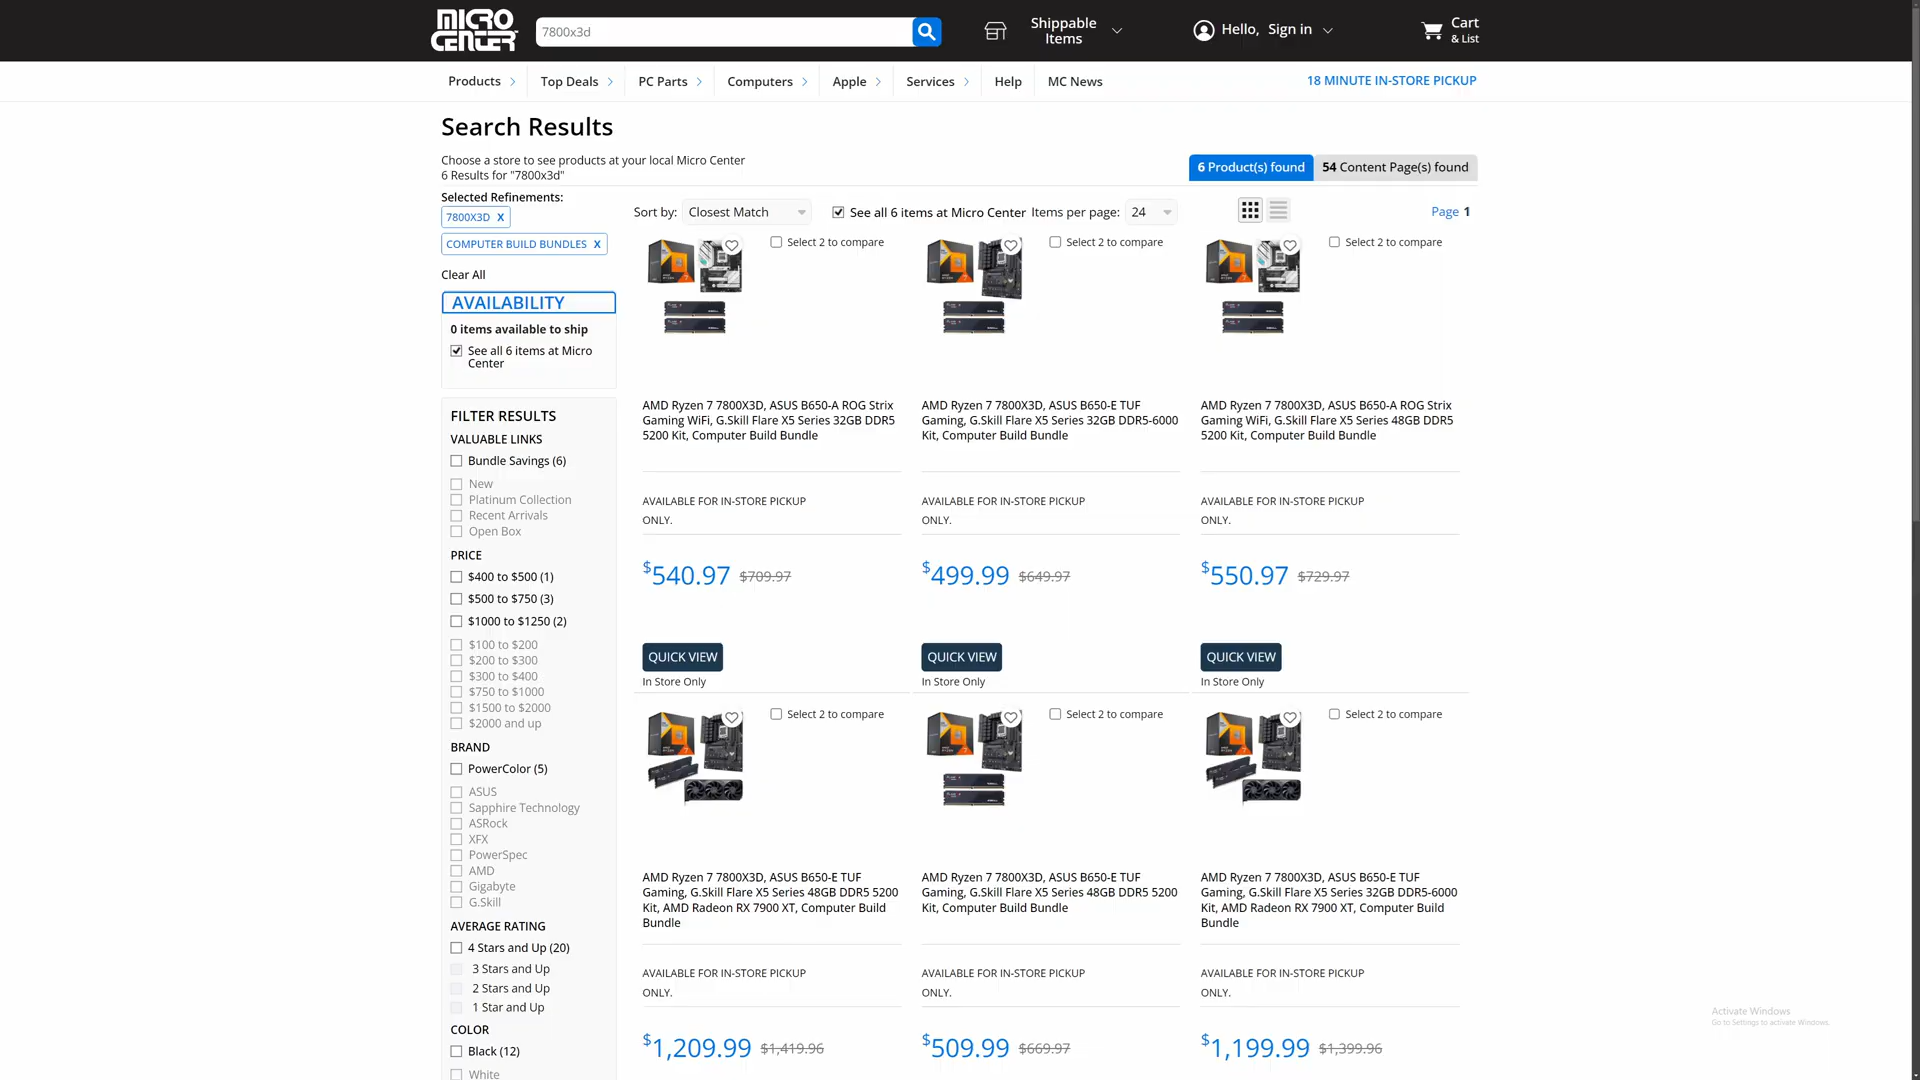 MICRO CENTER
7800x3d
Shippable Items
Hello, Sign in
Cart & List
Products
Top Deals
PC Parts
Computers
Apple
Services
Help
MC News
18 MINUTE IN-STORE PICKUP
Search Results
Choose a store to see products at your local Micro Center
6 Results for "7800x3d"
6 Product(s) found
54 Content Page(s) found
Selected Refinements:
7800X3D X
COMPUTER BUILD BUNDLES X
Clear All
AVAILABILITY
0 items available to ship
See all 6 items at Micro
Center
FILTER RESULTS
VALUABLE LINKS
Bundle Savings (6)
New
Platinum Collection
Recent Arrivals
Open Box
PRICE
$400 to $500 (1)
$500 to $750 (3)
$1000 to $1250 (2)
$100 to $200
$200 to $300
$300 to $400
$750 to $1000
$1500 to $2000
$2000 and up
BRAND
PowerColor (5)
ASUS
Sapphire Technology
ASRock
XFX
PowerSpec
AMD
Gigabyte
G.Skill
AVERAGE RATING
4 Stars and Up (20)
3 Stars and Up
2 Stars and Up
1 Star and Up
COLOR
Black (12)
White
Sort by: Closest Match
See all 6 items at Micro Center
Items per page: 24
Page 1
Select 2 to compare
AMD Ryzen 7 7800X3D, ASUS B650-A ROG Strix
Gaming WiFi, G.Skill Flare X5 Series 32GB DDR5
5200 Kit, Computer Build Bundle
AVAILABLE FOR IN-STORE PICKUP
ONLY.
$540.97 $709.97
QUICK VIEW
In Store Only
Select 2 to compare
AMD Ryzen 7 7800X3D, ASUS B650-E TUF
Gaming, G.Skill Flare X5 Series 32GB DDR5-6000
Kit, Computer Build Bundle
AVAILABLE FOR IN-STORE PICKUP
ONLY.
$499.99 $649.97
QUICK VIEW
In Store Only
Select 2 to compare
AMD Ryzen 7 7800X3D, ASUS B650-A ROG Strix
Gaming WiFi, G.Skill Flare X5 Series 48GB DDR5
5200 Kit, Computer Build Bundle
AVAILABLE FOR IN-STORE PICKUP
ONLY.
$550.97 $729.97
QUICK VIEW
In Store Only
Select 2 to compare
AMD Ryzen 7 7800X3D, ASUS B650-E TUF
Gaming, G.Skill Flare X5 Series 48GB DDR5 5200
Kit, AMD Radeon RX 7900 XT, Computer Build
Bundle
AVAILABLE FOR IN-STORE PICKUP
ONLY.
$1,209.99 $1,419.96
Select 2 to compare
AMD Ryzen 7 7800X3D, ASUS B650-E TUF
Gaming, G.Skill Flare X5 Series 48GB DDR5 5200
Kit, Computer Build Bundle
AVAILABLE FOR IN-STORE PICKUP
ONLY.
$509.99 $669.97
Select 2 to compare
AMD Ryzen 7 7800X3D, ASUS B650-E TUF
Gaming, G.Skill Flare X5 Series 32GB DDR5-6000
Kit, AMD Radeon RX 7900 XT, Computer Build
Bundle
AVAILABLE FOR IN-STORE PICKUP
ONLY.
$1,199.99 $1,399.96
Activate Windows
Go to Settings to activate Windows.